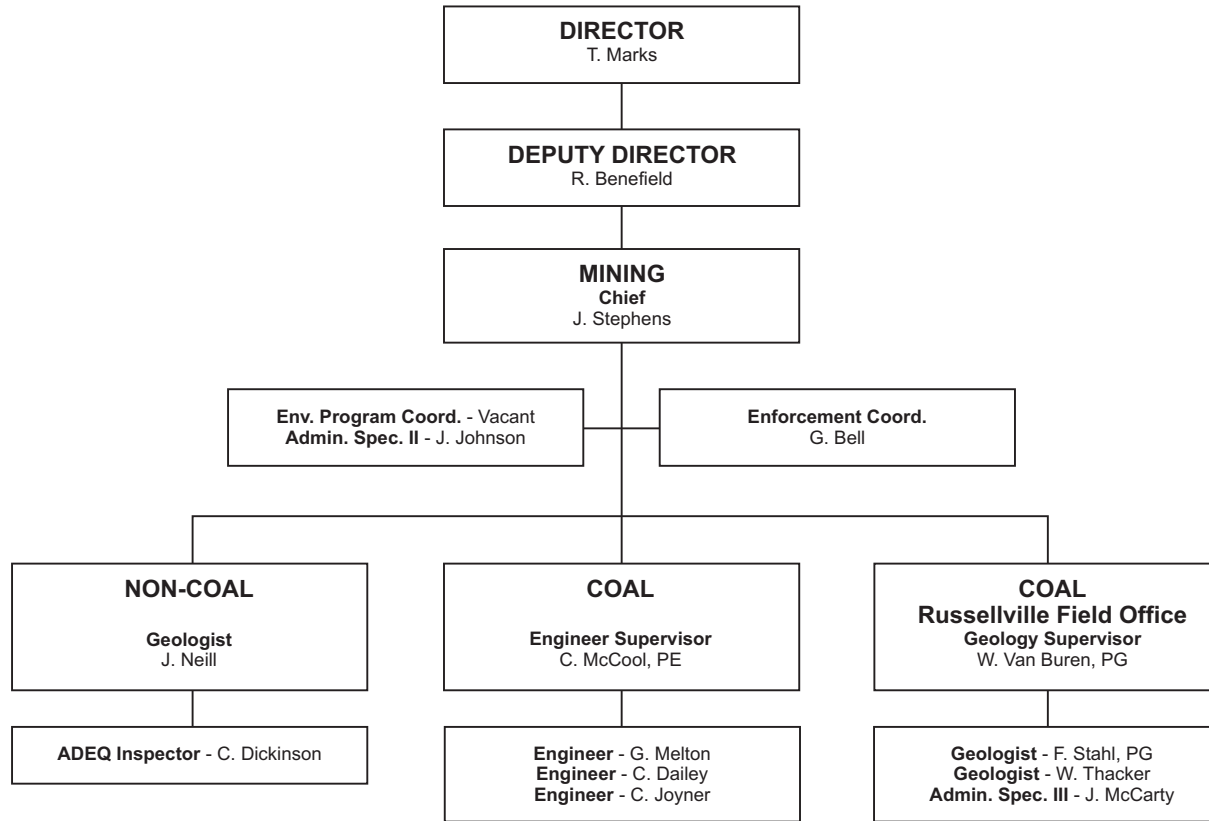 DIRECTOR
T. Marks
DEPUTY DIRECTOR
R. Benefield
MINING
Chief
J. Stephens
Env. Program Coord. - Vacant
Admin. Spec. II - J. Johnson
Enforcement Coord.
G. Bell
NON-COAL
Geologist
J. Neill
COAL
Engineer Supervisor
C. McCool, PE
COAL
Russellville Field Office
Geology Supervisor
W. Van Buren, PG
ADEQ Inspector - C. Dickinson
Engineer - G. Melton
Engineer - C. Dailey
Engineer - C. Joyner
Geologist - F. Stahl, PG
Geologist - W. Thacker
Admin. Spec. III - J. McCarty